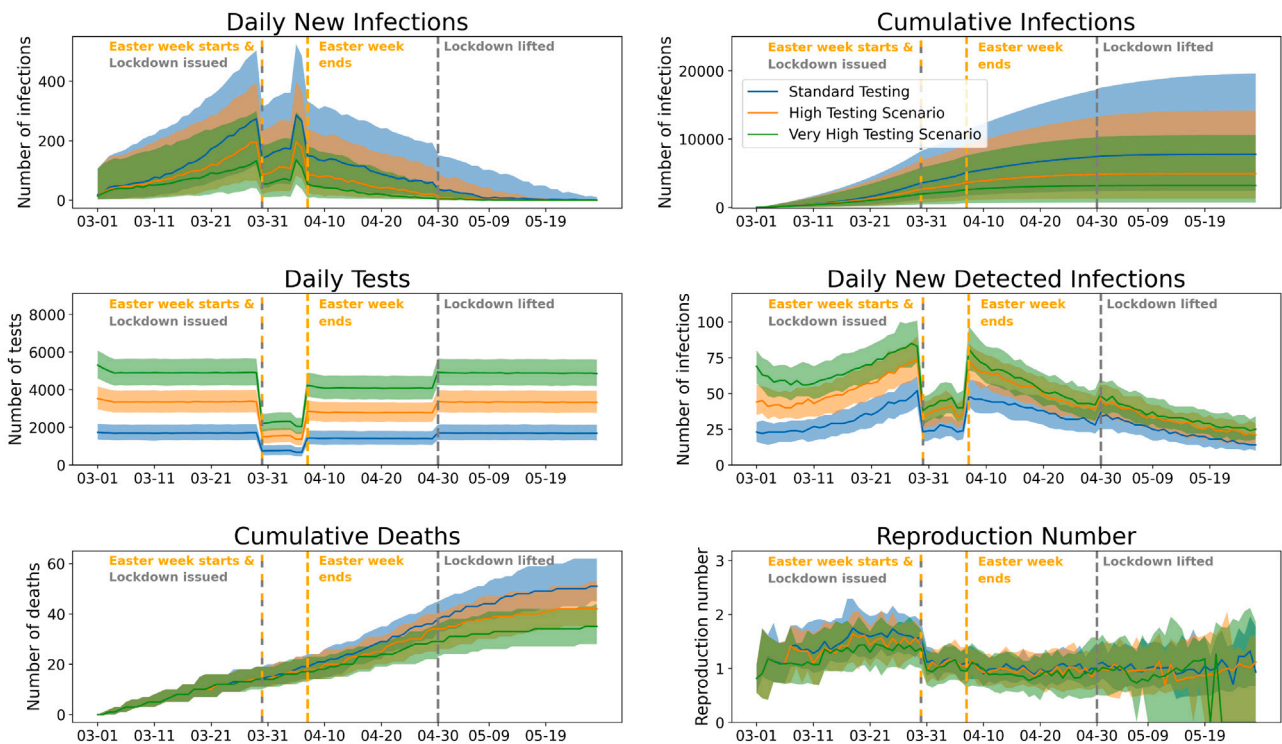 Daily New Infections
Number of infections
400
200
0
Easter week starts &
Lockdown issued
Easter week
ends
Lockdown lifted
03-01 03-11 03-21 03-31 04-10 04-20 04-30 05-09 05-19
Cumulative Infections
Number of infections
20000
10000
0
Easter week starts &
Lockdown issued
Easter week
ends
Lockdown lifted
Standard Testing
High Testing Scenario
Very High Testing Scenario
03-01 03-11 03-21 03-31 04-10 04-20 04-30 05-09 05-19
Daily Tests
Number of tests
8000
6000
4000
2000
0
Easter week starts &
Lockdown issued
Easter week
ends
Lockdown lifted
03-01 03-11 03-21 03-31 04-10 04-20 04-30 05-09 05-19
Daily New Detected Infections
Number of infections
100
75
50
25
0
Easter week starts &
Lockdown issued
Easter week
ends
Lockdown lifted
03-01 03-11 03-21 03-31 04-10 04-20 04-30 05-09 05-19
Cumulative Deaths
Number of deaths
60
40
20
0
Easter week starts &
Lockdown issued
Easter week
ends
Lockdown lifted
03-01 03-11 03-21 03-31 04-10 04-20 04-30 05-09 05-19
Reproduction Number
Reproduction number
3
2
1
0
Easter week starts &
Lockdown issued
Easter week
ends
Lockdown lifted
03-01 03-11 03-21 03-31 04-10 04-20 04-30 05-09 05-19